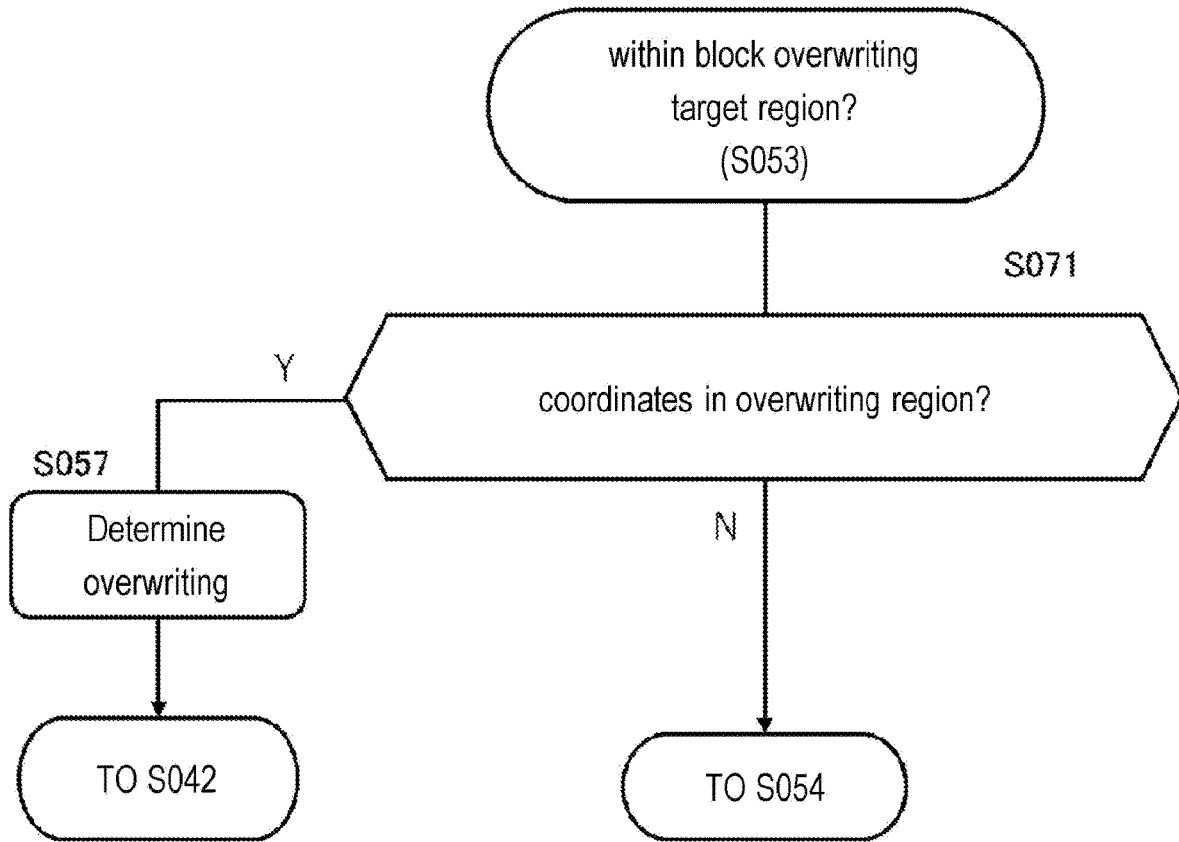 within block overwriting
target region?
(S053)
S071
Y
coordinates in overwriting region?
S057
Determine
overwriting
N
TO S042
TO S054